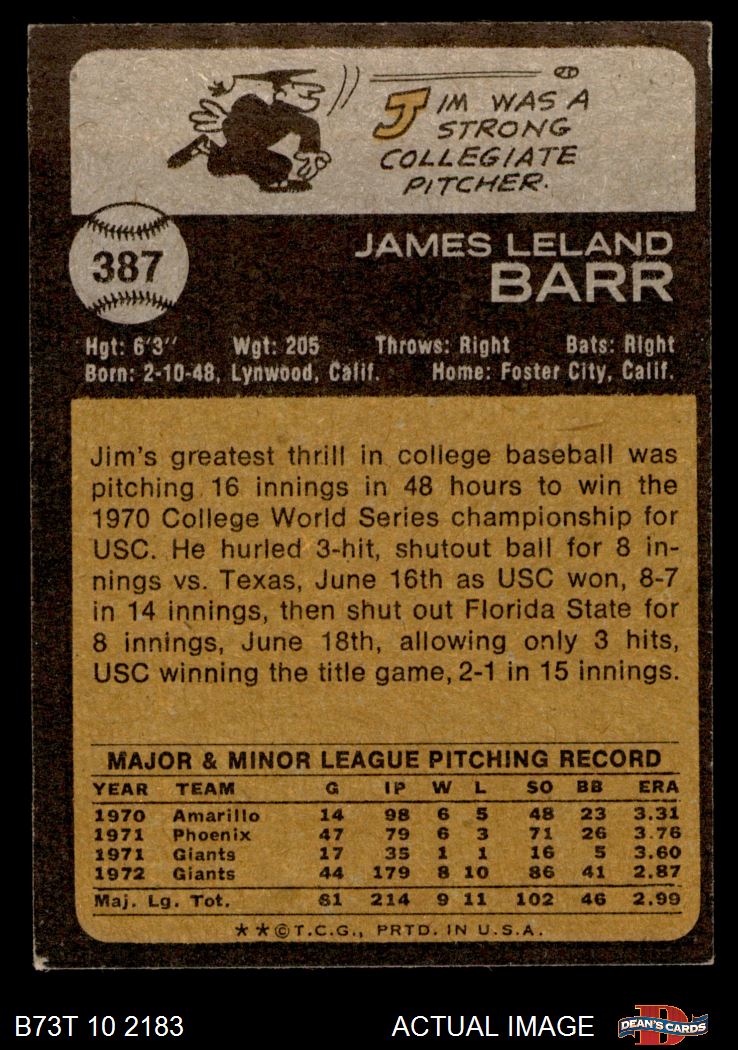 JIM WAS A
STRONG
COLLEGIATE
PITCHER.
387
JAMES LELAND
BARR
Hgt: 6'3" Wgt: 205 Throws: Right Bats: Right
Born: 2-10-48, Lynwood, Calif. Home: Foster City, Calif.
Jim's greatest thrill in college baseball was
pitching 16 innings in 48 hours to win the
1970 College World Series championship for
USC. He hurled 3-hit, shutout ball for 8 in-
nings vs. Texas, June 16th as USC won, 8-7
in 14 innings, then shut out Florida State for
8 innings, June 18th, allowing only 3 hits,
USC winning the title game, 2-1 in 15 innings.
MAJOR & MINOR LEAGUE PITCHING RECORD
YEAR TEAM G IP W L SO BB ERA
1970 Amarillo 14 98 6 5 48 23 3.31
1971 Phoenix 47 79 6 3 71 26 3.76
1971 Giants 17 35 1 1 16 5 3.60
1972 Giants 44 179 8 10 86 41 2.87
Maj. Lg. Tot. 61 214 9 11 102 46 2.99
★★©T.C.G., PRTD. IN U.S.A.
B73T 10 2183 ACTUAL IMAGE D DEAN'S CARDS